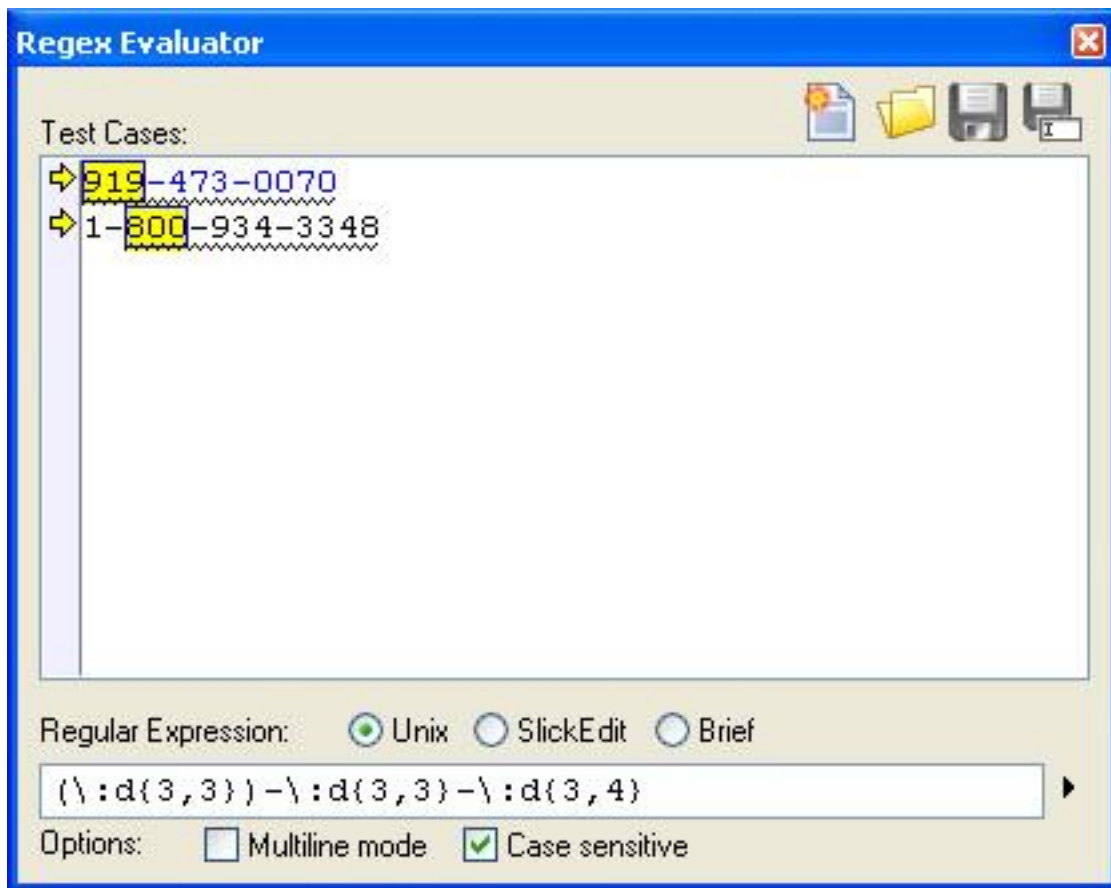 Regex Evaluator
Test Cases:
919-473-0070
1-800-934-3348
Regular Expression: Unix SlickEdit Brief
(\:d{3,3})-\:d{3,3}-\:d{3,4}
Options: Multiline mode Case sensitive